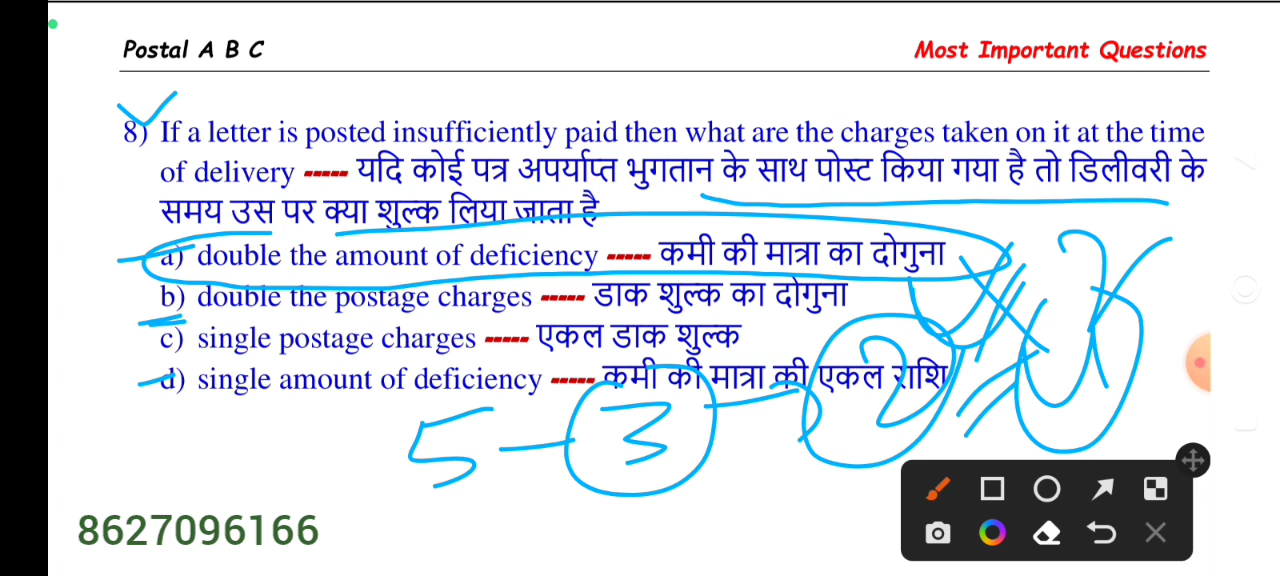 Postal A B C
Most Important Questions
8) If a letter is posted insufficiently paid then what are the charges taken on it at the time
of delivery ----- यदि कोई पत्र अपर्याप्त भुगतान के साथ पोस्ट किया गया है तो डिलीवरी के
समय उस पर क्या शुल्क लिया जाता है
a) double the amount of deficiency ----- कमी की मात्रा का दोगुना
b) double the postage charges ----- डाक शुल्क का दोगुना
c) single postage charges ----- एकल डाक शुल्क
d) single amount of deficiency ----- कमी की मात्रा की एकल राशि
5 - 3 2
8627096166